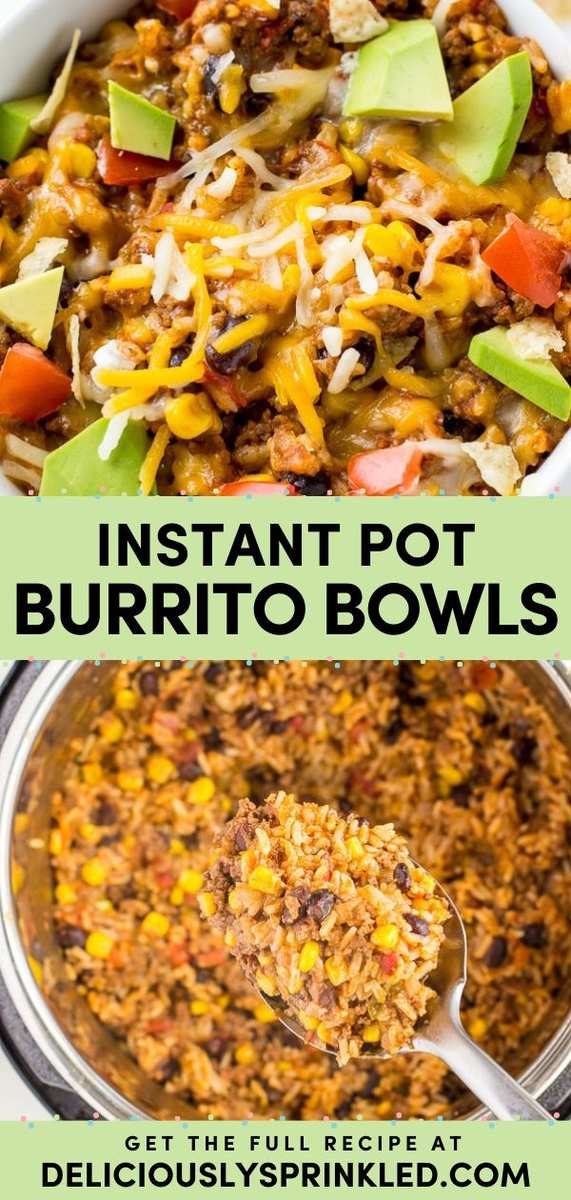 INSTANT POT
BURRITO BOWLS
GET THE FULL RECIPE AT
DELICIOUSLYSPRINKLED.COM